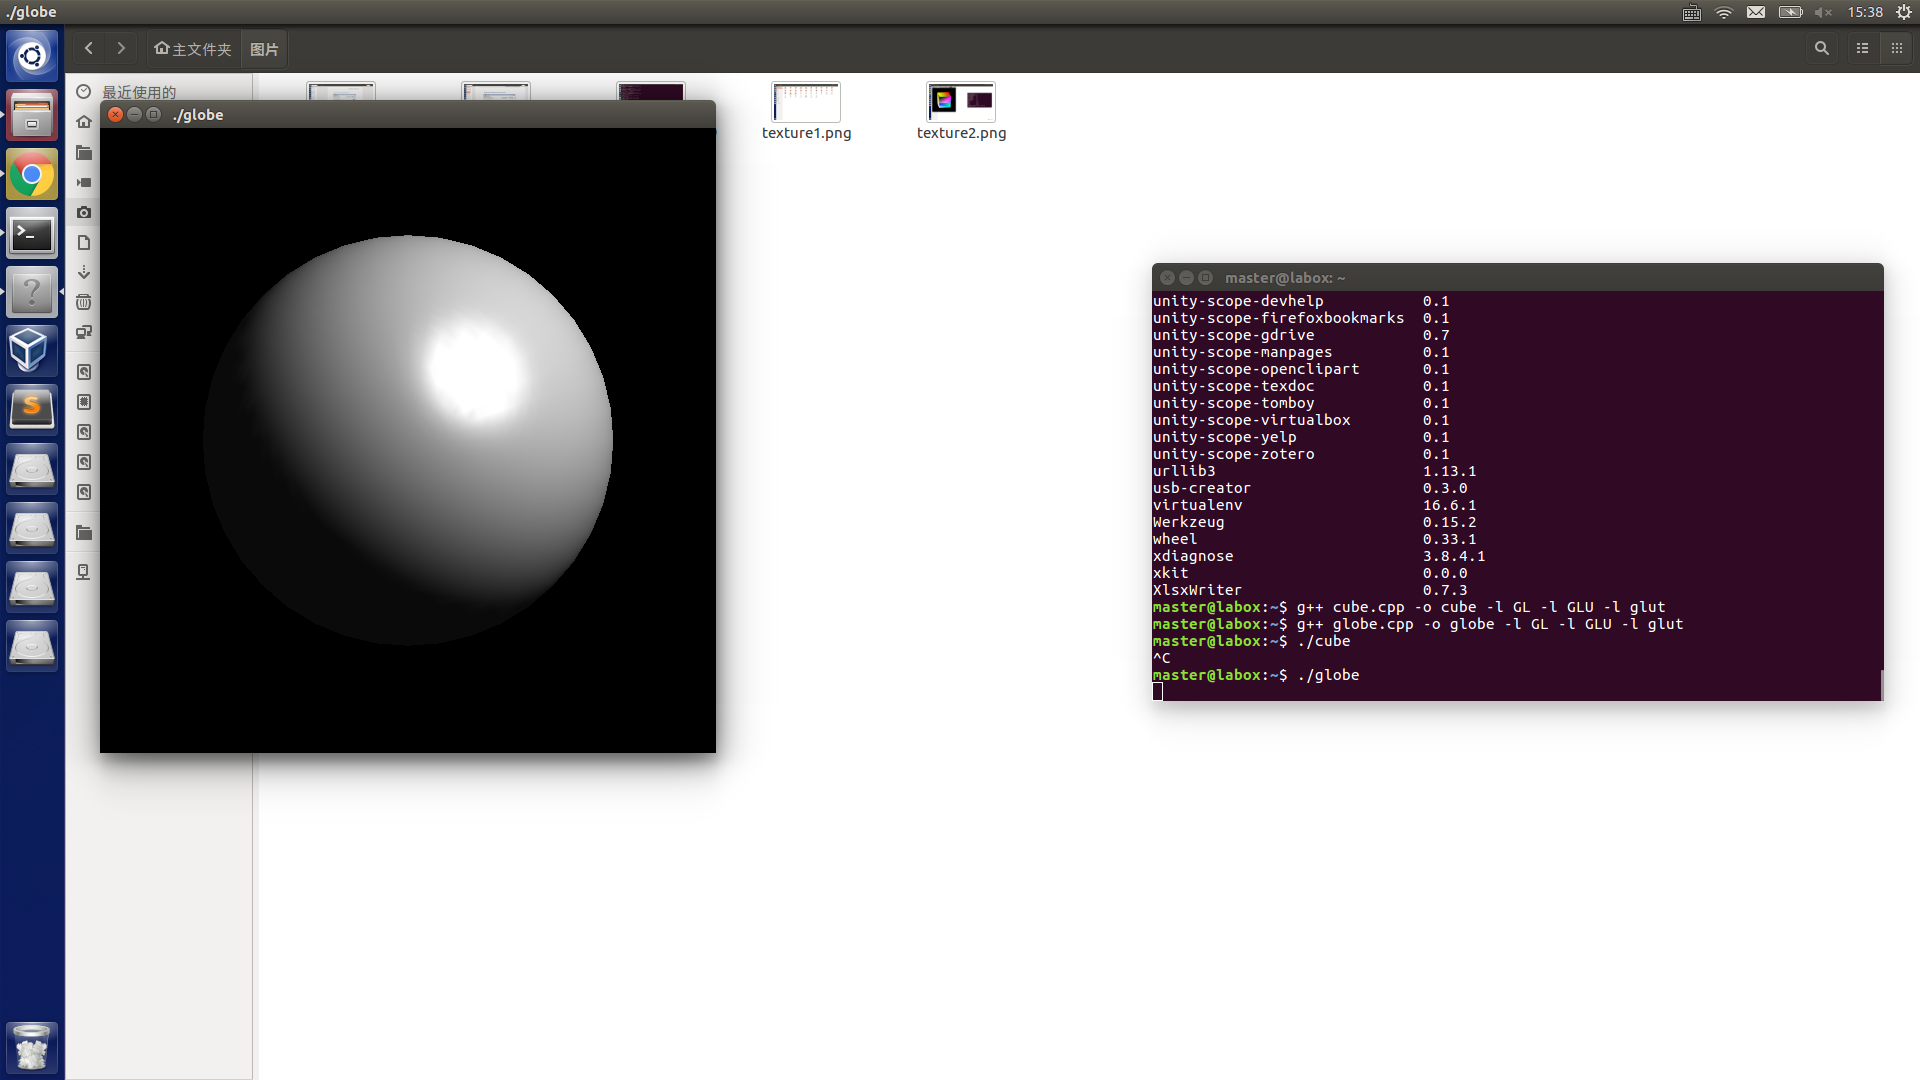 ./globe
15:38
主文件夹
图片
最近使用的
texture1.png
texture2.png
./globe
master@labox: ~
unity-scope-devhelp 0.1
unity-scope-firefoxbookmarks 0.1
unity-scope-gdrive 0.7
unity-scope-manpages 0.1
unity-scope-openclipart 0.1
unity-scope-texdoc 0.1
unity-scope-tomboy 0.1
unity-scope-virtualbox 0.1
unity-scope-yelp 0.1
unity-scope-zotero 0.1
urllib3 1.13.1
usb-creator 0.3.0
virtualenv 16.6.1
Werkzeug 0.15.2
wheel 0.33.1
xdiagnose 3.8.4.1
xkit 0.0.0
XlsxWriter 0.7.3
master@labox:~$ g++ cube.cpp -o cube -l GL -l GLU -l glut
master@labox:~$ g++ globe.cpp -o globe -l GL -l GLU -l glut
master@labox:~$ ./cube
^C
master@labox:~$ ./globe